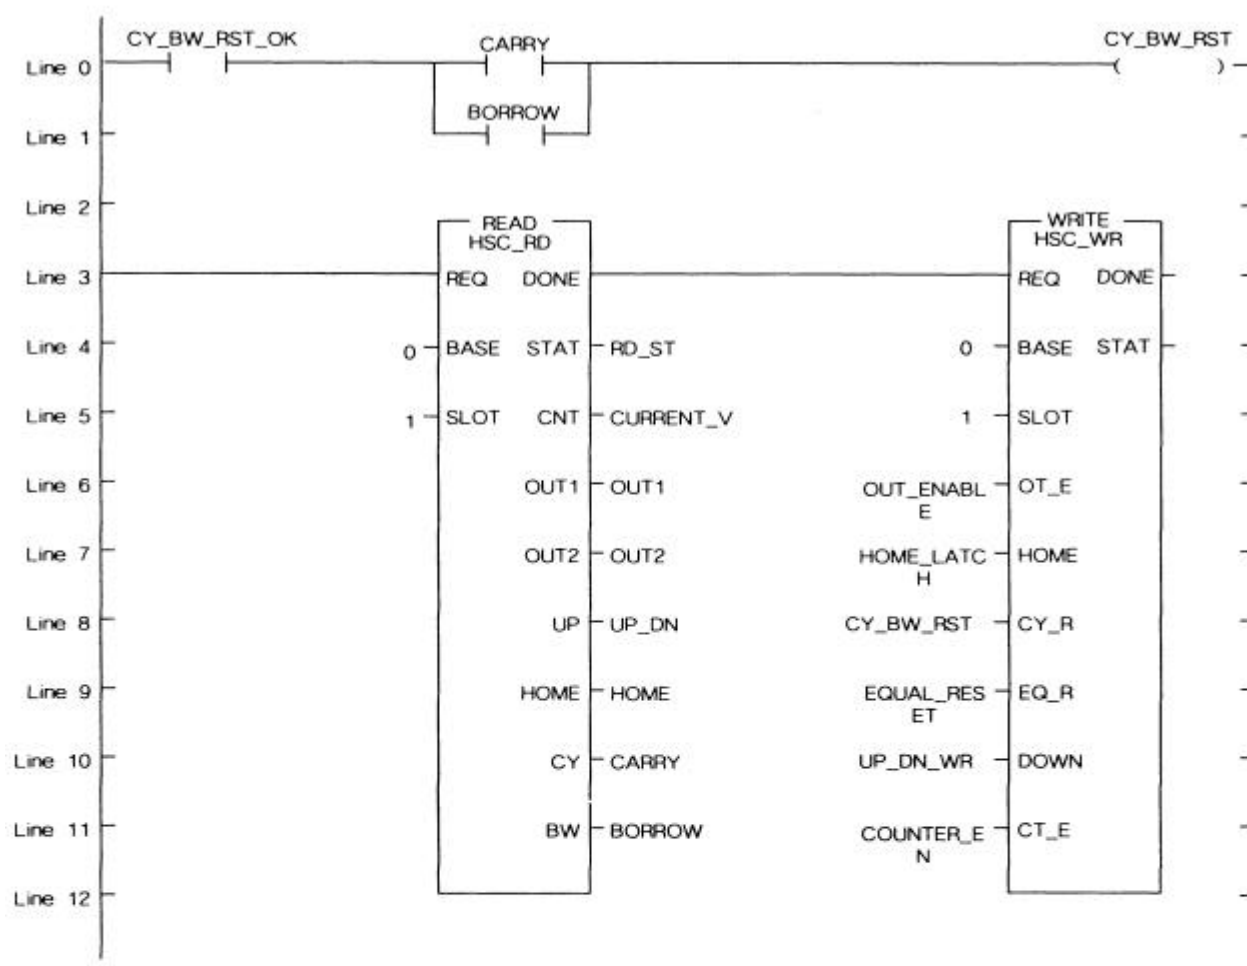 CY_BW_RST_OK CARRY CY_BW_RST
Line 0 ( )
BORROW
Line 1
Line 2 READ WRITE
HSC_RD HSC_WR
Line 3 REQ DONE REQ DONE
Line 4 0 BASE STAT RD_ST 0 BASE STAT
Line 5 1 SLOT CNT CURRENT_V 1 SLOT
Line 6 OUT1 OUT1 OUT_ENABL OT_E
E
Line 7 OUT2 OUT2 HOME_LATC HOME
H
Line 8 UP UP_DN CY_BW_RST CY_R
Line 9 HOME HOME EQUAL_RES EQ_R
ET
Line 10 CY CARRY UP_DN_WR DOWN
Line 11 BW BORROW COUNTER_E CT_E
N
Line 12